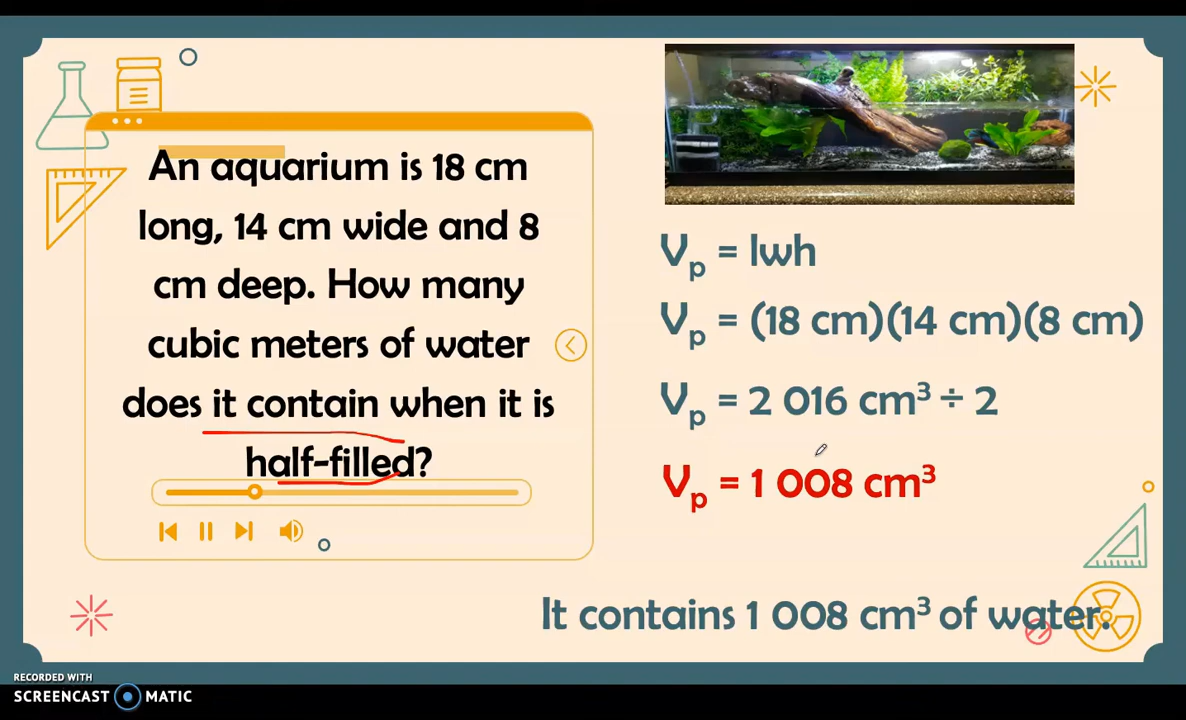 An aquarium is 18 cm
long, 14 cm wide and 8
cm deep. How many
cubic meters of water
does it contain when it is
half-filled?
Vₚ = lwh
Vₚ = (18 cm)(14 cm)(8 cm)
Vₚ = 2 016 cm³ ÷ 2
Vₚ = 1 008 cm³
It contains 1 008 cm³ of water.
RECORDED WITH
SCREENCAST MATIC